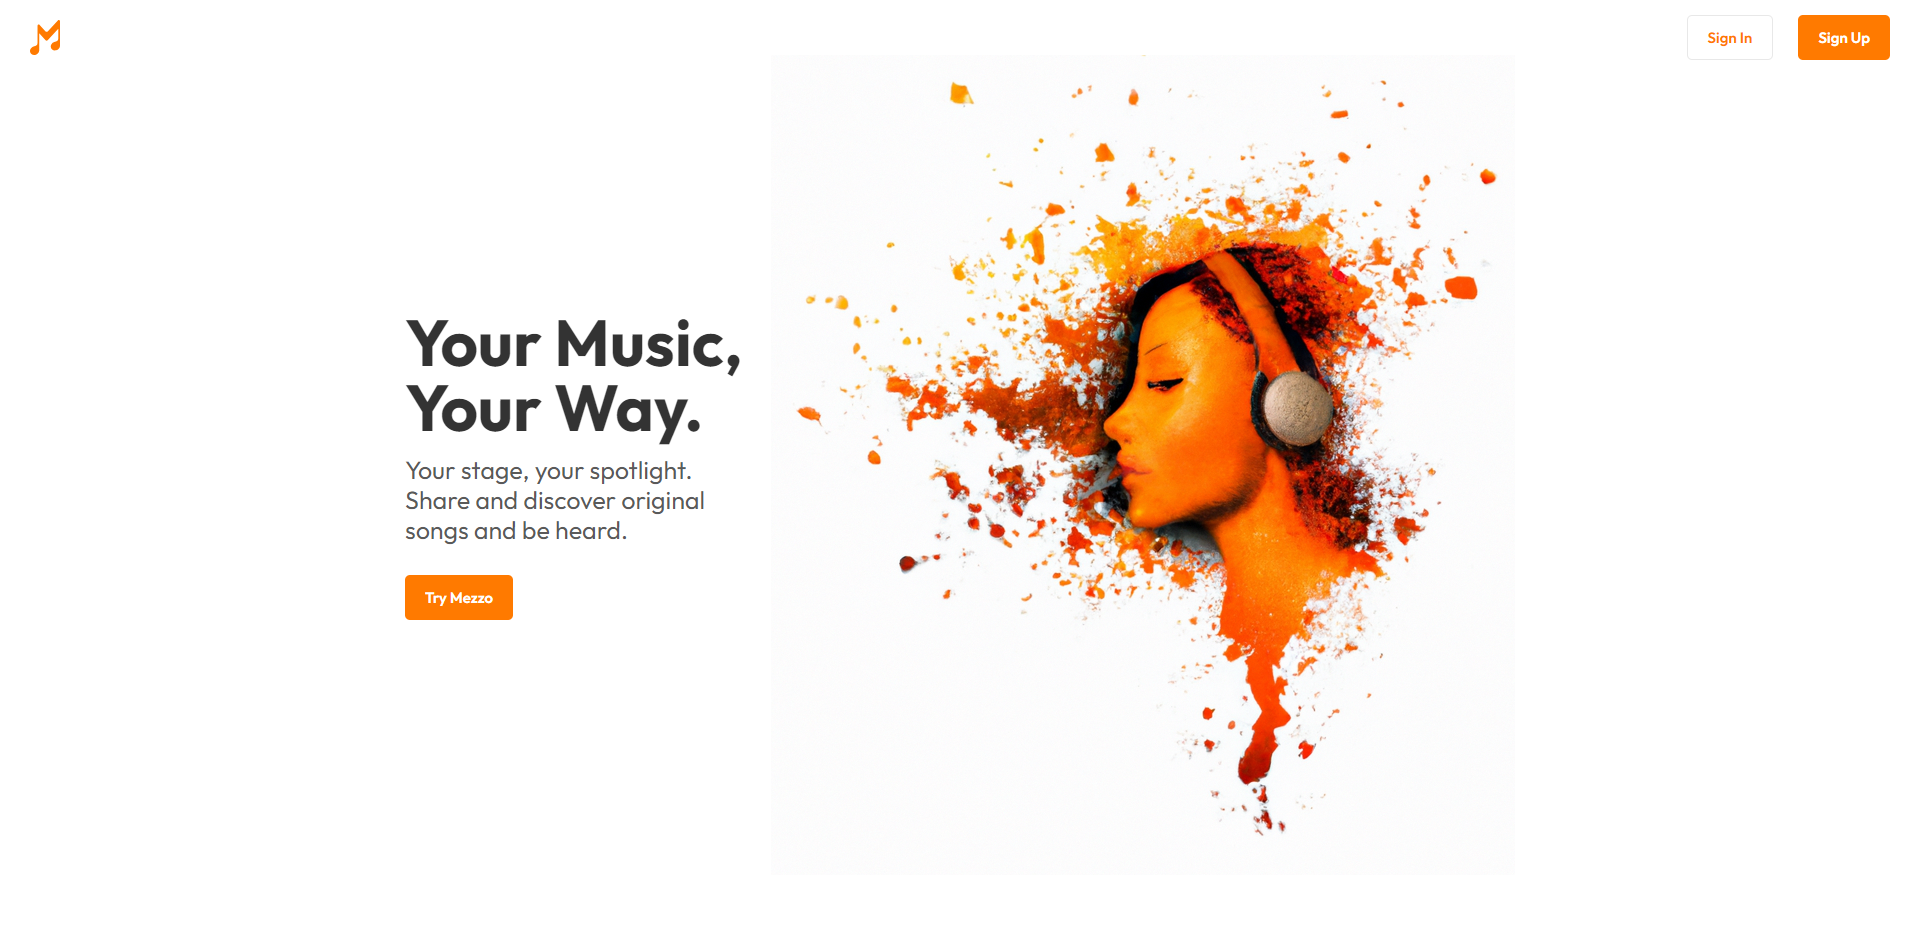 Sign In
Sign Up
Your Music,
Your Way.
Your stage, your spotlight.
Share and discover original
songs and be heard.
Try Mezzo